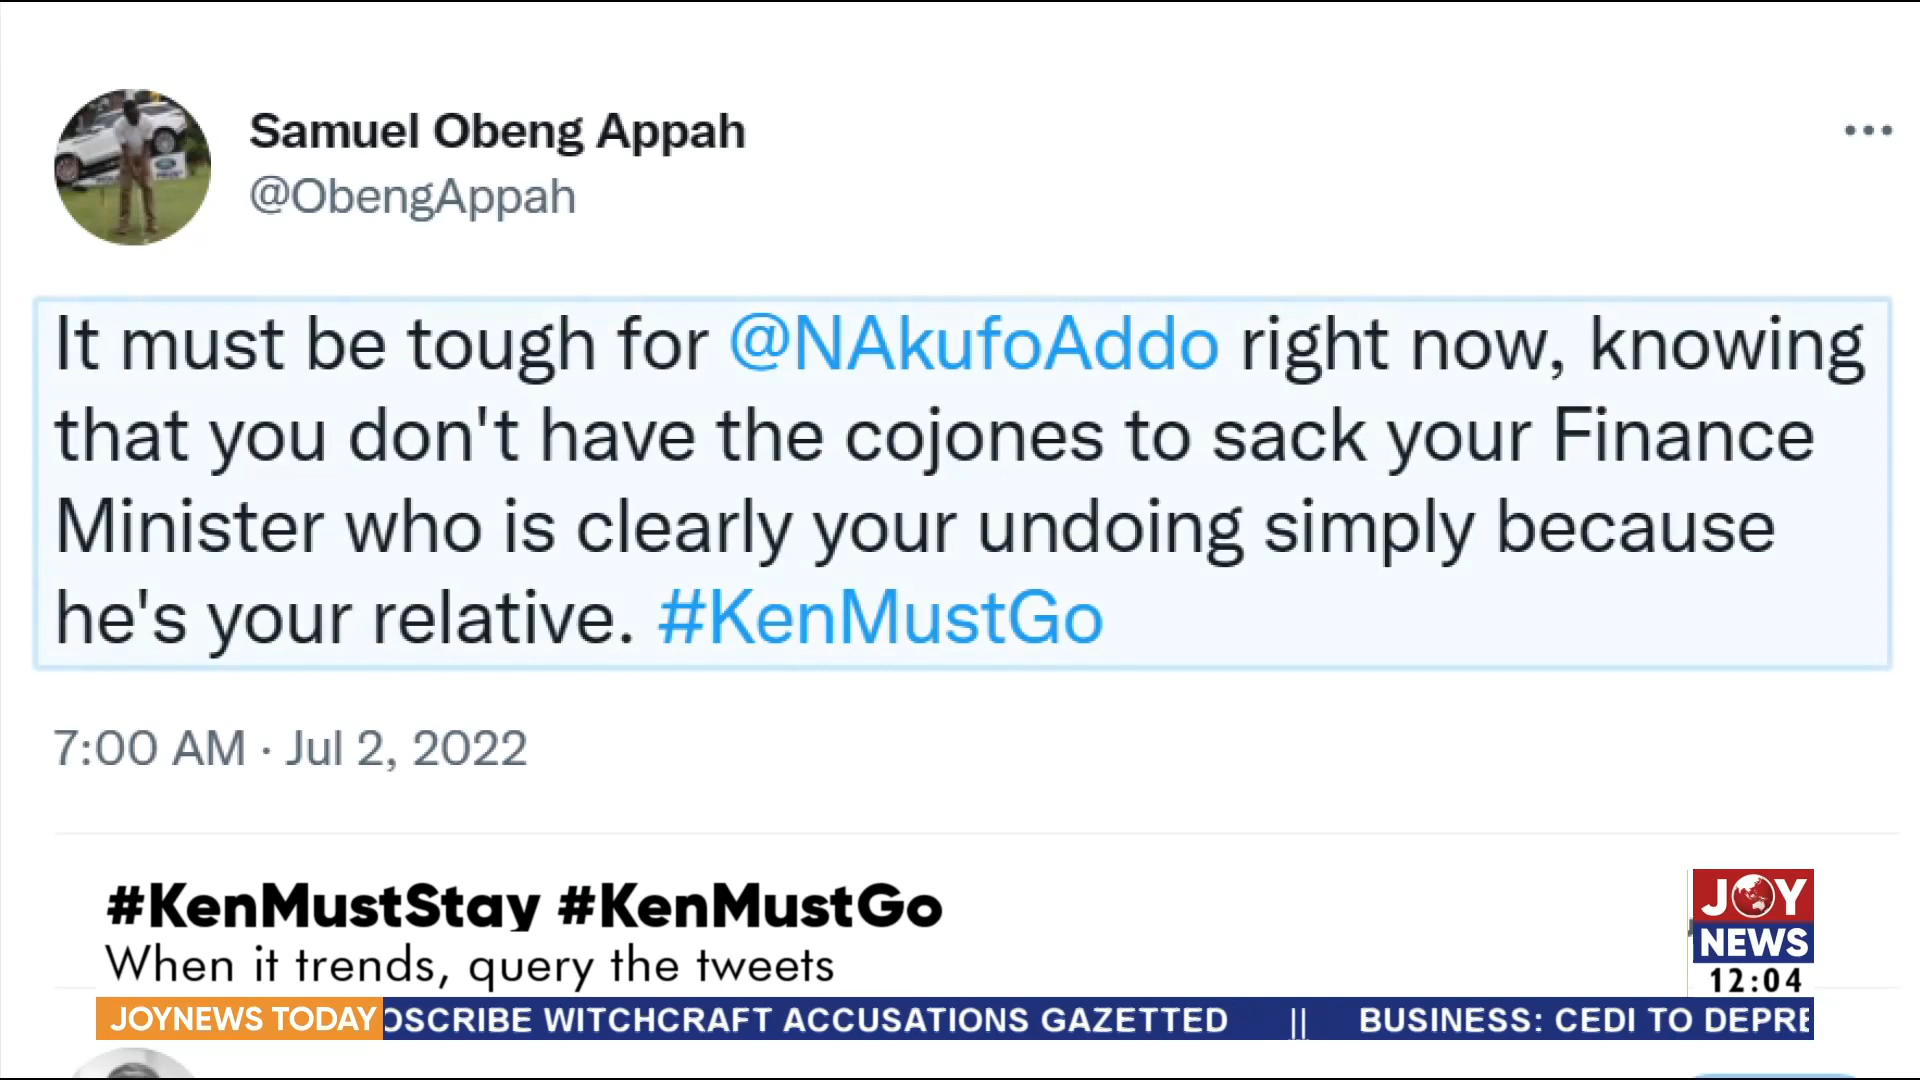 Samuel Obeng Appah
@ObengAppah
It must be tough for @NAkufoAddo right now, knowing
that you don't have the cojones to sack your Finance
Minister who is clearly your undoing simply because
he's your relative. #KenMustGo
7:00 AM · Jul 2, 2022
#KenMustStay #KenMustGo
When it trends, query the tweets
JOY
NEWS
12:04
JOYNEWS TODAY
OSCRIBE WITCHCRAFT ACCUSATIONS GAZETTED || BUSINESS: CEDI TO DEPRE